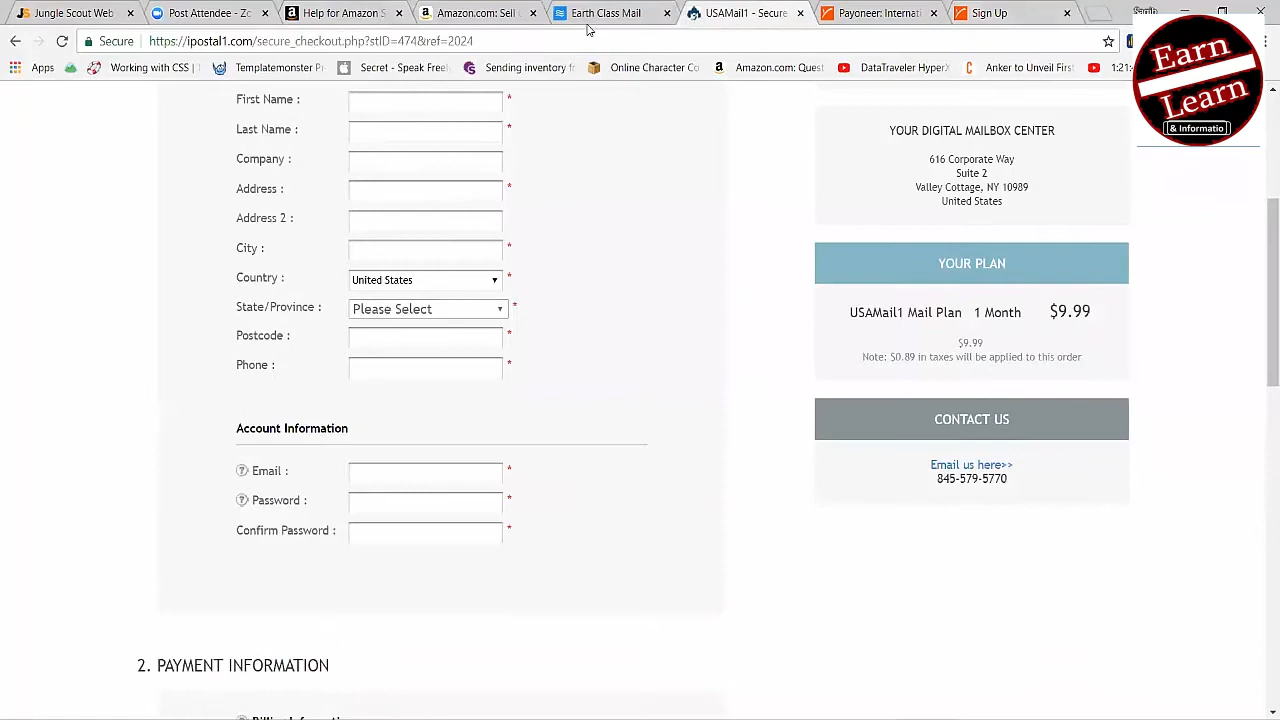 Jungle Scout Web
Post Attendee - Zo
Help for Amazon S
Amazon.com: Sell
Earth Class Mail
USAMail1 - Secure
Payoneer: Internati
Sign Up
Secure
https://ipostal1.com/secure_checkout.php?stID=474&ref=2024
Apps
Working with CSS |
Templatemonster Pr
Secret - Speak Free
Sending inventory f
Online Character Co
Amazon.com: Quest
DataTraveler HyperX
Anker to Unveil First
1:21:
Earn
Learn
& Informatio
First Name :
*
Last Name :
*
Company :
Address :
*
Address 2 :
City :
*
Country :
United States
*
State/Province :
Please Select
*
Postcode :
*
Phone :
*
Account Information
? Email :
*
? Password :
*
Confirm Password :
*
2. PAYMENT INFORMATION
YOUR DIGITAL MAILBOX CENTER
616 Corporate Way
Suite 2
Valley Cottage, NY 10989
United States
YOUR PLAN
USAMail1 Mail Plan 1 Month $9.99
$9.99
Note: $0.89 in taxes will be applied to this order
CONTACT US
Email us here>>
845-579-5770